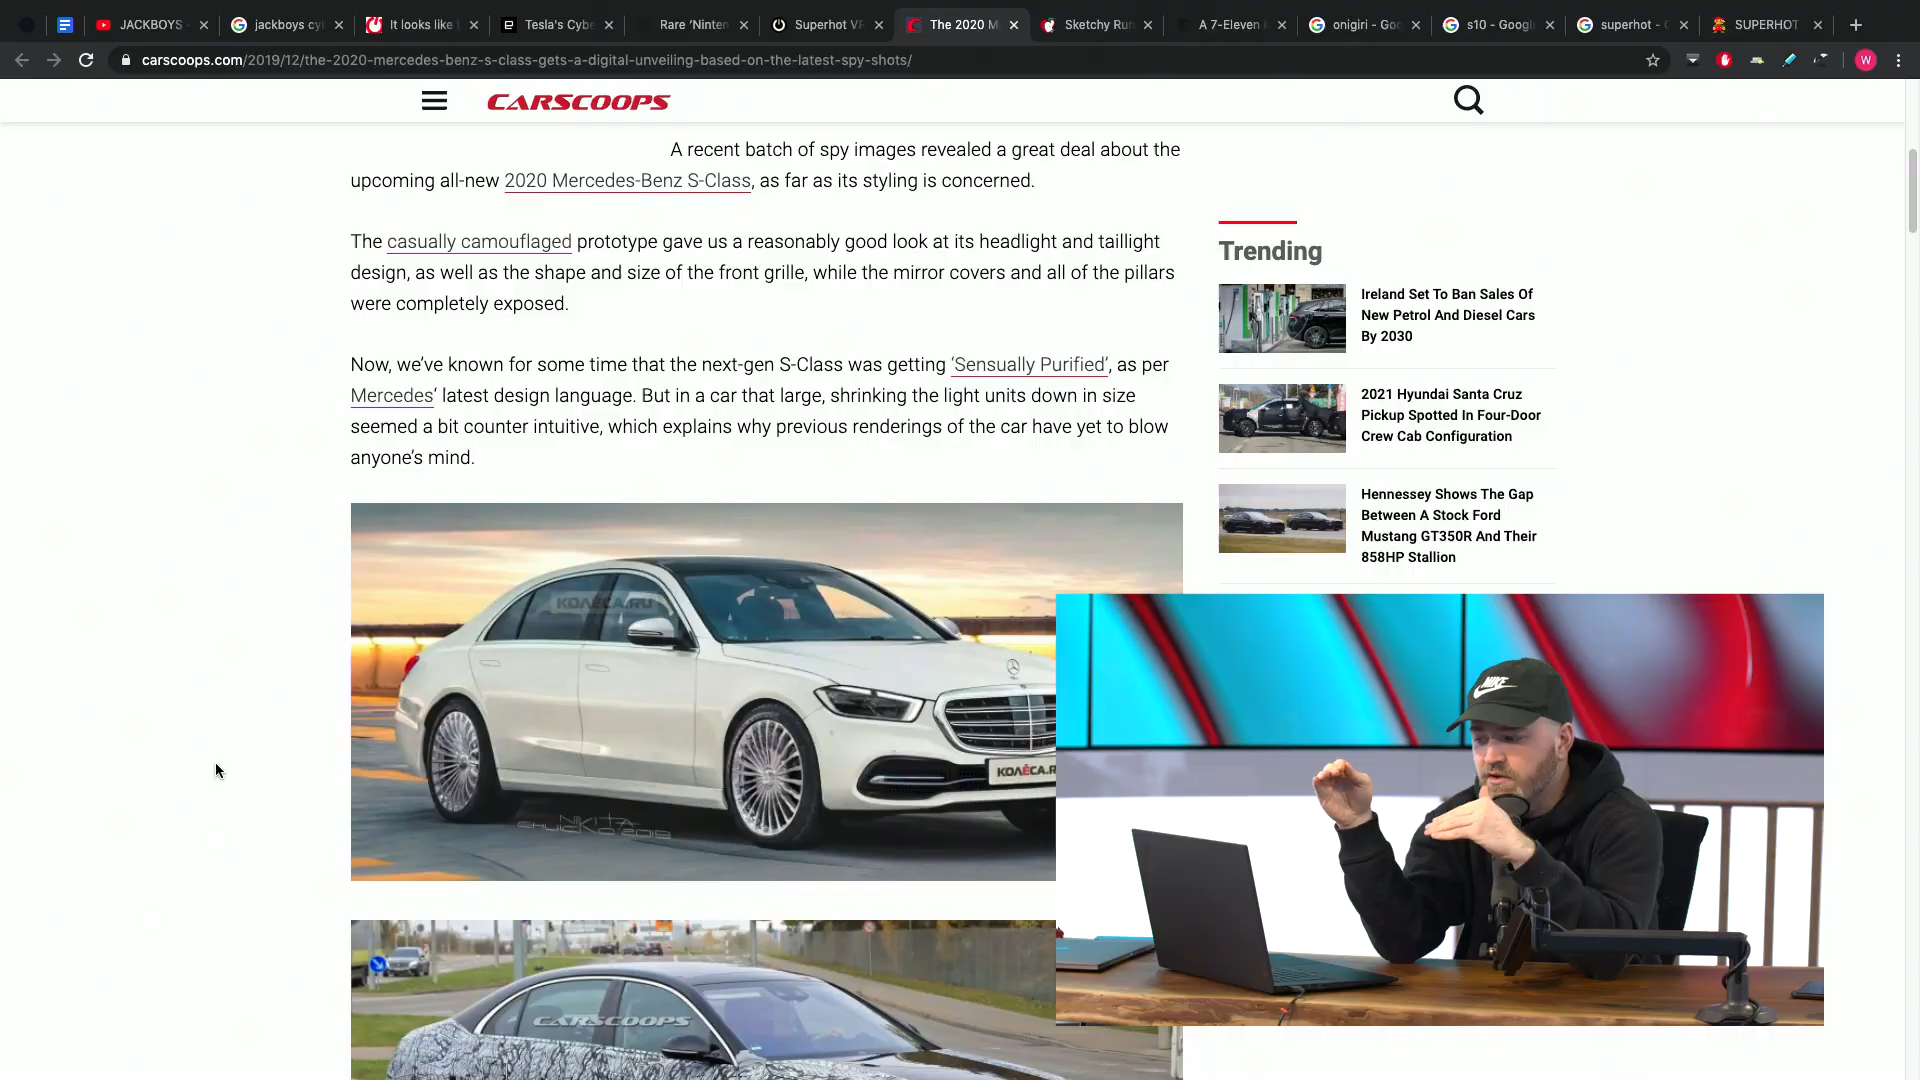 JACKBOYS -
jackboys cyl
It looks like
Tesla's Cybe
Rare 'Ninten
Superhot VR
The 2020 M
Sketchy Rur
A 7-Eleven i
onigiri - Goo
s10 - Googl
superhot - G
SUPERHOT
carscoops.com/2019/12/the-2020-mercedes-benz-s-class-gets-a-digital-unveiling-based-on-the-latest-spy-shots/
W
CARSCOOPS
A recent batch of spy images revealed a great deal about the
upcoming all-new 2020 Mercedes-Benz S-Class, as far as its styling is concerned.
The casually camouflaged prototype gave us a reasonably good look at its headlight and taillight
design, as well as the shape and size of the front grille, while the mirror covers and all of the pillars
were completely exposed.
Now, we’ve known for some time that the next-gen S-Class was getting ‘Sensually Purified’, as per
Mercedes‘ latest design language. But in a car that large, shrinking the light units down in size
seemed a bit counter intuitive, which explains why previous renderings of the car have yet to blow
anyone’s mind.
Trending
Ireland Set To Ban Sales Of
New Petrol And Diesel Cars
By 2030
2021 Hyundai Santa Cruz
Pickup Spotted In Four-Door
Crew Cab Configuration
Hennessey Shows The Gap
Between A Stock Ford
Mustang GT350R And Their
858HP Stallion
КОЛЕСА.RU
КОЛЁСА.R
NIKITA
CHUICKO 2019
NIKE
CARSCOOPS